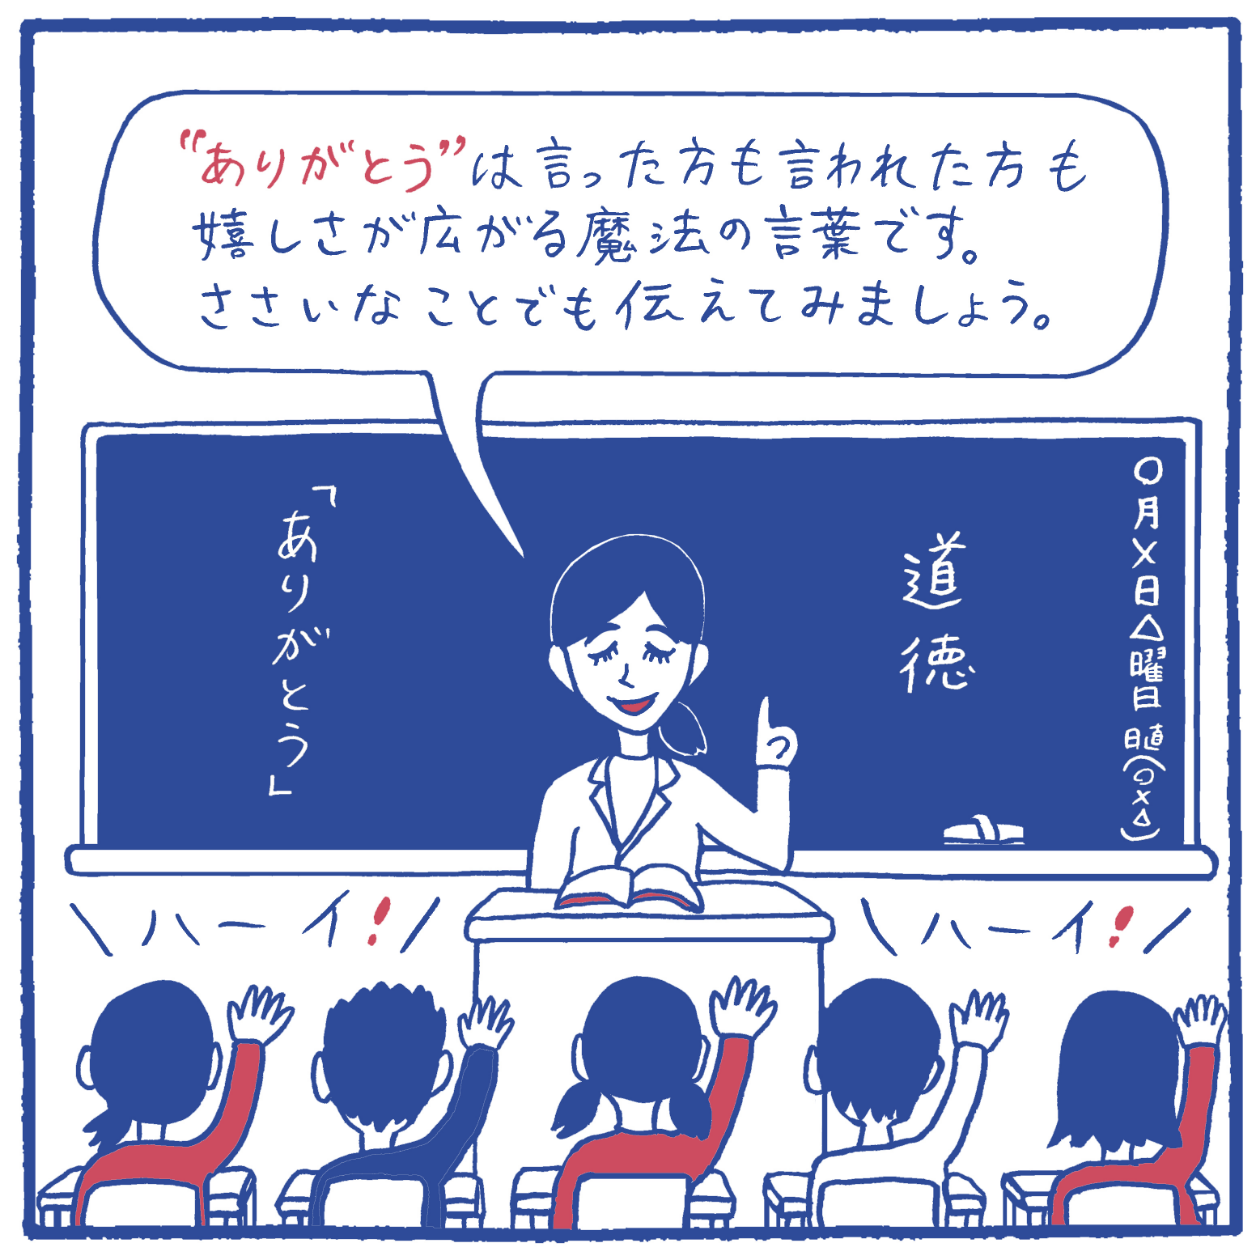 “ありがとう”は言った方も言われた方も
嬉しさが広がる魔法の言葉です。
ささいなことでも伝えてみましょう。
〇月×日△曜日
日直(〇×△)
道徳
「ありがとう」
ハーイ!
ハーイ!